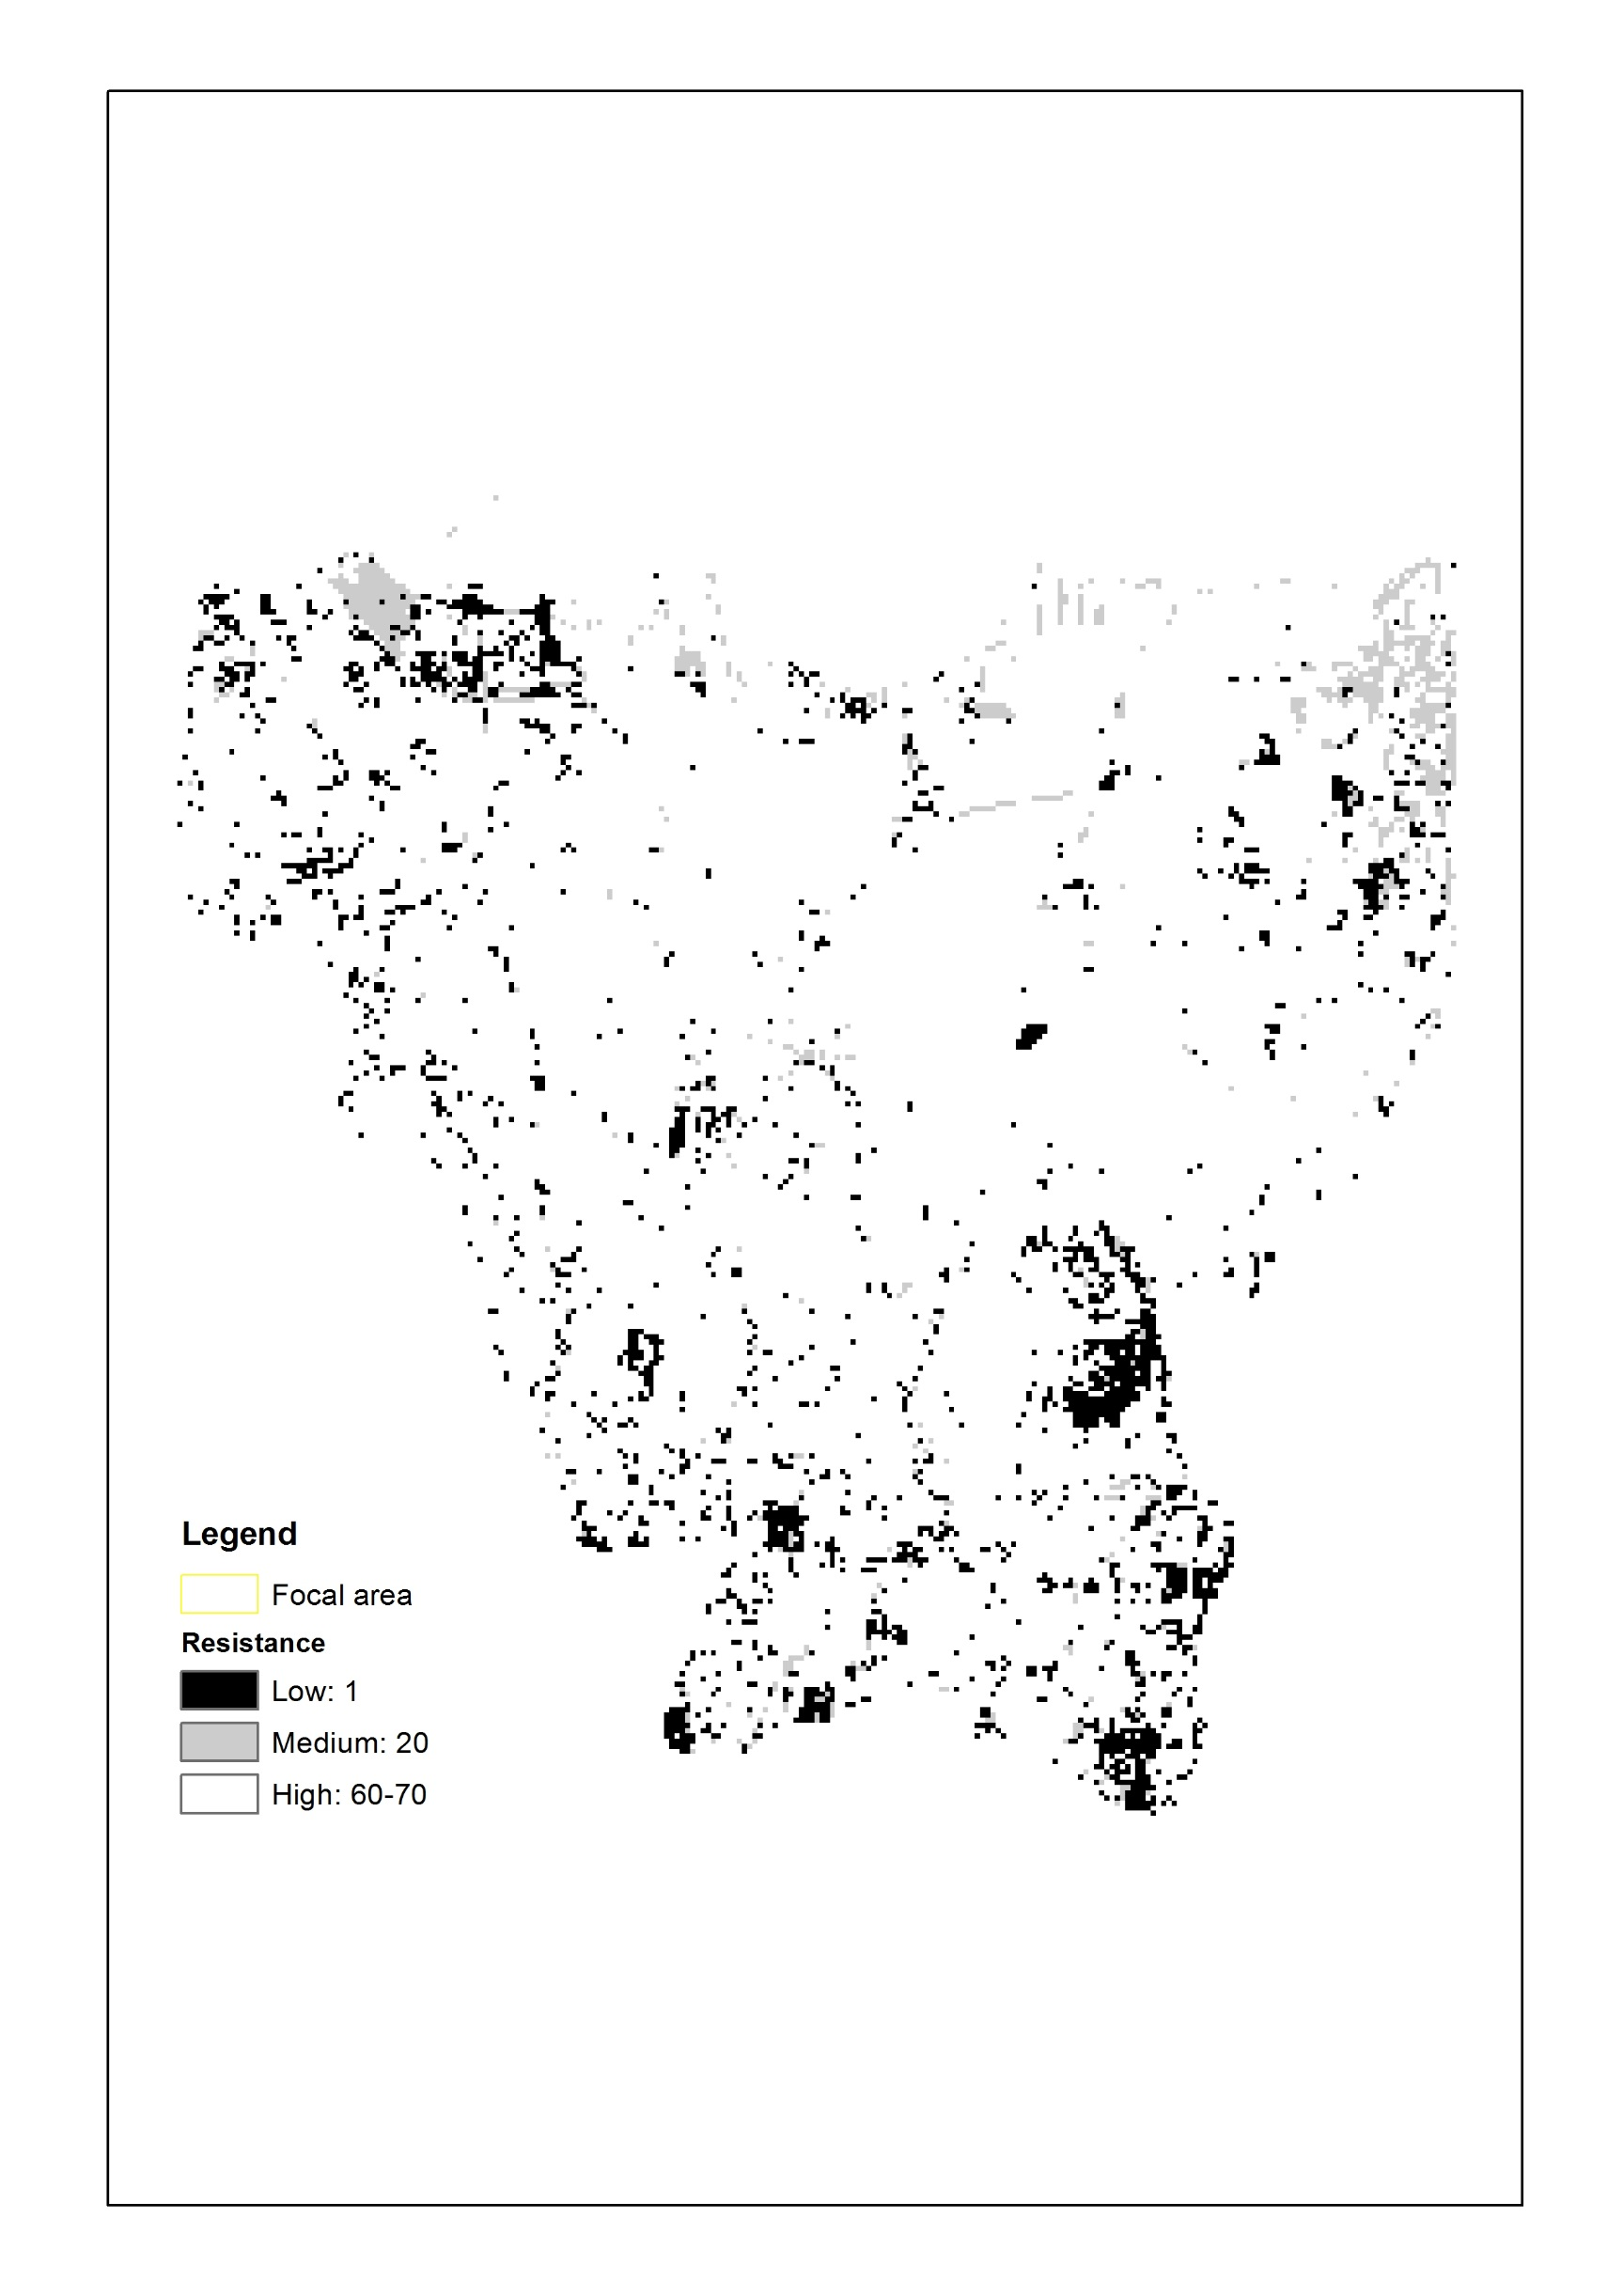 Legend
Focal area
Resistance
Low: 1
Medium: 20
High: 60-70